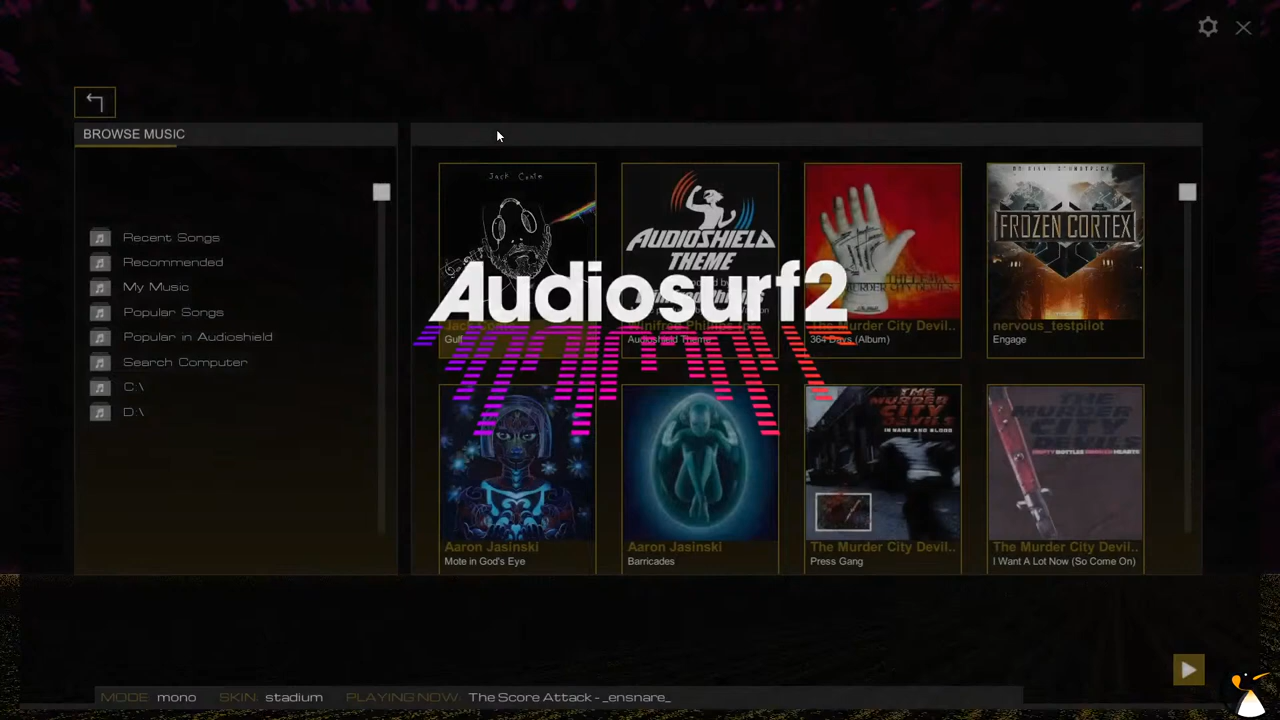 BROWSE MUSIC
Recent Songs
Recommended
My Music
Popular Songs
Popular in Audioshield
Search Computer
C:\
D:\
Jack Conte
AUDIOSHIELD
THEME
FROZEN CORTEX
Audiosurf2
Gulf
Audioshield Theme
The Murder City Devil..
364 Days (Album)
nervous_testpilot
Engage
THE
MURDER
CITY
DEVILS
IN NAME AND BLOOD
THE
MURDER
CITY
DEVILS
EMPTY BOTTLES BROKEN HEARTS
Aaron Jasinski
Mote in God's Eye
Aaron Jasinski
Barricades
The Murder City Devil..
Press Gang
The Murder City Devil..
I Want A Lot Now (So Come On)
MODE: mono SKIN: stadium PLAYING NOW: The Score Attack - _ensnare_